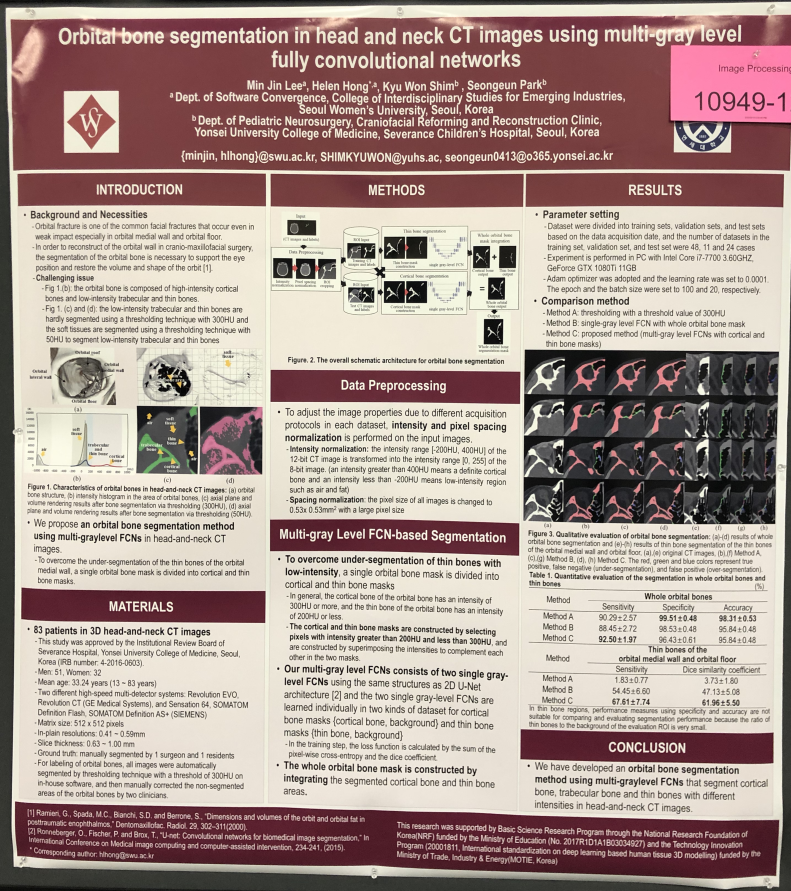 Orbital bone segmentation in head and neck CT images using multi-gray level
fully convolutional networks
Image Processing
10949-1
Min Jin Leeᵃ, Helen Hong*,ᵃ, Kyu Won Shimᵇ , Seongeun Parkᵇ
ᵃ Dept. of Software Convergence, College of Interdisciplinary Studies for Emerging Industries,
Seoul Women's University, Seoul, Korea
ᵇ Dept. of Pediatric Neurosurgery, Craniofacial Reforming and Reconstruction Clinic,
Yonsei University College of Medicine, Severance Children's Hospital, Seoul, Korea
{minjin, hlhong}@swu.ac.kr, SHIMKYUWON@yuhs.ac, seongeun0413@o365.yonsei.ac.kr
INTRODUCTION
• Background and Necessities
- Orbital fracture is one of the common facial fractures that occur even in
weak impact especially in orbital medial wall and orbital floor.
- In order to reconstruct of the orbital wall in cranio-maxillofacial surgery,
the segmentation of the orbital bone is necessary to support the eye
position and restore the volume and shape of the orbit [1].
- Challenging issue
- Fig 1.(b): the orbital bone is composed of high-intensity cortical
bones and low-intensity trabecular and thin bones.
- Fig 1. (c) and (d): the low-intensity trabecular and thin bones are
hardly segmented using a thresholding technique with 300HU and
the soft tissues are segmented using a thresholding technique with
50HU to segment low-intensity trabecular and thin bones
Orbital roof
Orbital lateral wall
Orbital medial wall
Orbital floor
(a)
soft tissue
air
soft tissue
trabecular and thin bone
cortical bone
(b)
air
soft tissue
thin bone
trabecular bone
cortical bone
(c)
(d)
Figure 1. Characteristics of orbital bones in head-and-neck CT images: (a) orbital
bone structure, (b) intensity histogram in the area of orbital bones, (c) axial plane and
volume rendering results after bone segmentation via thresholding (300HU), (d) axial
plane and volume rendering results after bone segmentation via thresholding (50HU).
• We propose an orbital bone segmentation method
using multi-graylevel FCNs in head-and-neck CT
images.
- To overcome the under-segmentation of the thin bones of the orbital
medial wall, a single orbital bone mask is divided into cortical and thin
bone masks.
MATERIALS
• 83 patients in 3D head-and-neck CT images
- This study was approved by the Institutional Review Board of
Severance Hospital, Yonsei University College of Medicine, Seoul,
Korea (IRB number: 4-2016-0603).
- Men: 51, Women: 32
- Mean age: 33.24 years (13 ~ 83 years)
- Two different high-speed multi-detector systems: Revolution EVO,
Revolution CT (GE Medical Systems), and Sensation 64, SOMATOM
Definition Flash, SOMATOM Definition AS+ (SIEMENS)
- Matrix size: 512 x 512 pixels
- In-plain resolutions: 0.41 ~ 0.59mm
- Slice thickness: 0.63 ~ 1.00 mm
- Ground truth: manually segmented by 1 surgeon and 1 residents
- For labeling of orbital bones, all images were automatically
segmented by thresholding technique with a threshold of 300HU on
in-house software, and then manually corrected the non-segmented
areas of the orbital bones by two clinicians.
METHODS
Input
(CT images and labels)
Data Preprocessing
Intensity normalization
Pixel spacing normalization
ROI cropping
ROI Input
Training CT images and labels
ROI Input
Test CT images and labels
Thin bone segmentation
Thin bone mask construction
single gray-level FCN
Cortical bone segmentation
Cortical bone mask construction
single gray-level FCN
Whole orbital bone mask integration
Cortical bone output
Thin bone output
Whole orbital bone output
Output
Whole orbital bone segmentation mask
Figure. 2. The overall schematic architecture for orbital bone segmentation
Data Preprocessing
• To adjust the image properties due to different acquisition
protocols in each dataset, intensity and pixel spacing
normalization is performed on the input images.
- Intensity normalization: the intensity range [-200HU, 400HU] of the
12-bit CT image is transformed into the intensity range [0, 255] of the
8-bit image. (an intensity greater than 400HU means a definite cortical
bone and an intensity less than -200HU means low-intensity region
such as air and fat)
- Spacing normalization: the pixel size of all images is changed to
0.53x 0.53mm² with a large pixel size
Multi-gray Level FCN-based Segmentation
• To overcome under-segmentation of thin bones with
low-intensity, a single orbital bone mask is divided into
cortical and thin bone masks
- In general, the cortical bone of the orbital bone has an intensity of
300HU or more, and the thin bone of the orbital bone has an intensity
of 200HU or less.
- The cortical and thin bone masks are constructed by selecting
pixels with intensity greater than 200HU and less than 300HU, and are
constructed by superimposing the intensities to complement each
other in the two masks.
• Our multi-gray level FCNs consists of two single gray-
level FCNs using the same structures as 2D U-Net
architecture [2] and the two single gray-level FCNs are
learned individually in two kinds of dataset for cortical
bone masks {cortical bone, background} and thin bone
masks {thin bone, background}
- In the training step, the loss function is calculated by the sum of the
pixel-wise cross-entropy and the dice coefficient.
• The whole orbital bone mask is constructed by
integrating the segmented cortical bone and thin bone
areas.
RESULTS
• Parameter setting
- Dataset were divided into training sets, validation sets, and test sets
based on the data acquisition date, and the number of datasets in the
training set, validation set, and test set were 48, 11 and 24 cases
- Experiment is performed in PC with Intel Core i7-7700 3.60GHZ,
GeForce GTX 1080Ti 11GB
- Adam optimizer was adopted and the learning rate was set to 0.0001.
The epoch and the batch size were set to 100 and 20, respectively.
• Comparison method
- Method A: thresholding with a threshold value of 300HU
- Method B: single-gray level FCN with whole orbital bone mask
- Method C: proposed method (multi-gray level FCNs with cortical and
thin bone masks)
(a) (b) (c) (d) (e) (f) (g) (h)
Figure 3. Qualitative evaluation of orbital bone segmentation: (a)-(d) results of whole
orbital bone segmentation and (e)-(h) results of thin bone segmentation of the thin bones
of the orbital medial wall and orbital floor, (a),(e) original CT images, (b),(f) Method A,
(c),(g) Method B, (d), (h) Method C. The red, green and blue colors represent true
positive, false negative (under-segmentation), and false positive (over-segmentation).
Table 1. Quantitative evaluation of the segmentation in whole orbital bones and
thin bones (%)
Method Whole orbital bones
Sensitivity Specificity Accuracy
Method A 90.29±2.57 99.51±0.48 98.31±0.53
Method B 88.45±2.72 98.53±0.48 95.84±0.48
Method C 92.50±1.97 96.43±0.61 95.84±0.48
Method Thin bones of the
orbital medial wall and orbital floor
Sensitivity Dice similarity coefficient
Method A 1.83±0.77 3.73±1.80
Method B 54.45±6.60 47.13±5.08
Method C 67.61±7.74 61.96±5.50
In thin bone regions, performance measures using specificity and accuracy are not
suitable for comparing and evaluating segmentation performance because the ratio of
thin bones to the background of the evaluation ROI is very small.
CONCLUSION
• We have developed an orbital bone segmentation
method using multi-graylevel FCNs that segment cortical
bone, trabecular bone and thin bones with different
intensities in head-and-neck CT images.
[1] Ramieri, G., Spada, M.C., Bianchi, S.D. and Berrone, S., "Dimensions and volumes of the orbit and orbital fat in
posttraumatic enophthalmos," Dentomaxillofac. Radiol. 29, 302–311(2000).
[2] Ronneberger, O., Fischer, P. and Brox, T., "U-net: Convolutional networks for biomedical image segmentation," In
International Conference on Medical image computing and computer-assisted intervention, 234-241, (2015).
* Corresponding author: hlhong@swu.ac.kr
This research was supported by Basic Science Research Program through the National Research Foundation of
Korea(NRF) funded by the Ministry of Education (No. 2017R1D1A1B03034927) and the Technology Innovation
Program (20001811, International standardization on deep learning based human tissue 3D modelling) funded by the
Ministry of Trade, Industry & Energy(MOTIE, Korea)